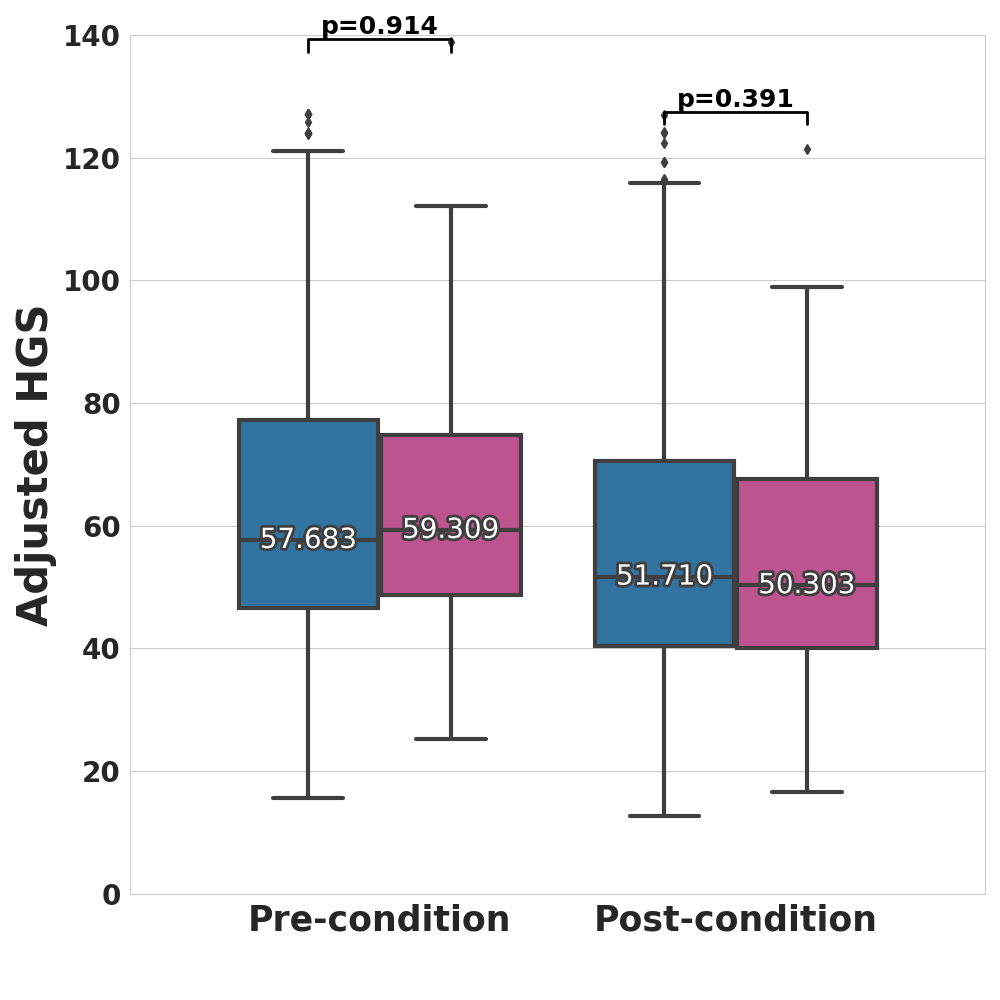 p=0.914
p=0.391
140
120
100
80
60
40
20
0
Adjusted HGS
57.683
59.309
51.710
50.303
Pre-condition
Post-condition